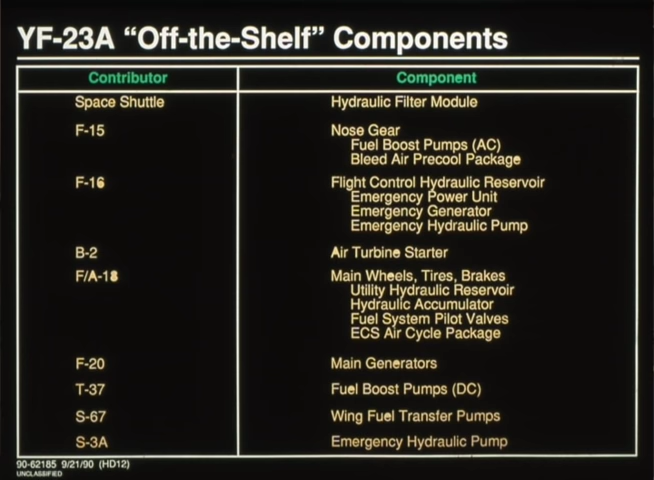 YF-23A “Off-the-Shelf” Components
Contributor Component
Space Shuttle Hydraulic Filter Module
F-15 Nose Gear
Fuel Boost Pumps (AC)
Bleed Air Precool Package
F-16 Flight Control Hydraulic Reservoir
Emergency Power Unit
Emergency Generator
Emergency Hydraulic Pump
B-2 Air Turbine Starter
F/A-18 Main Wheels, Tires, Brakes
Utility Hydraulic Reservoir
Hydraulic Accumulator
Fuel System Pilot Valves
ECS Air Cycle Package
F-20 Main Generators
T-37 Fuel Boost Pumps (DC)
S-67 Wing Fuel Transfer Pumps
S-3A Emergency Hydraulic Pump
90-62185 9/21/90 (HD12)
UNCLASSIFIED